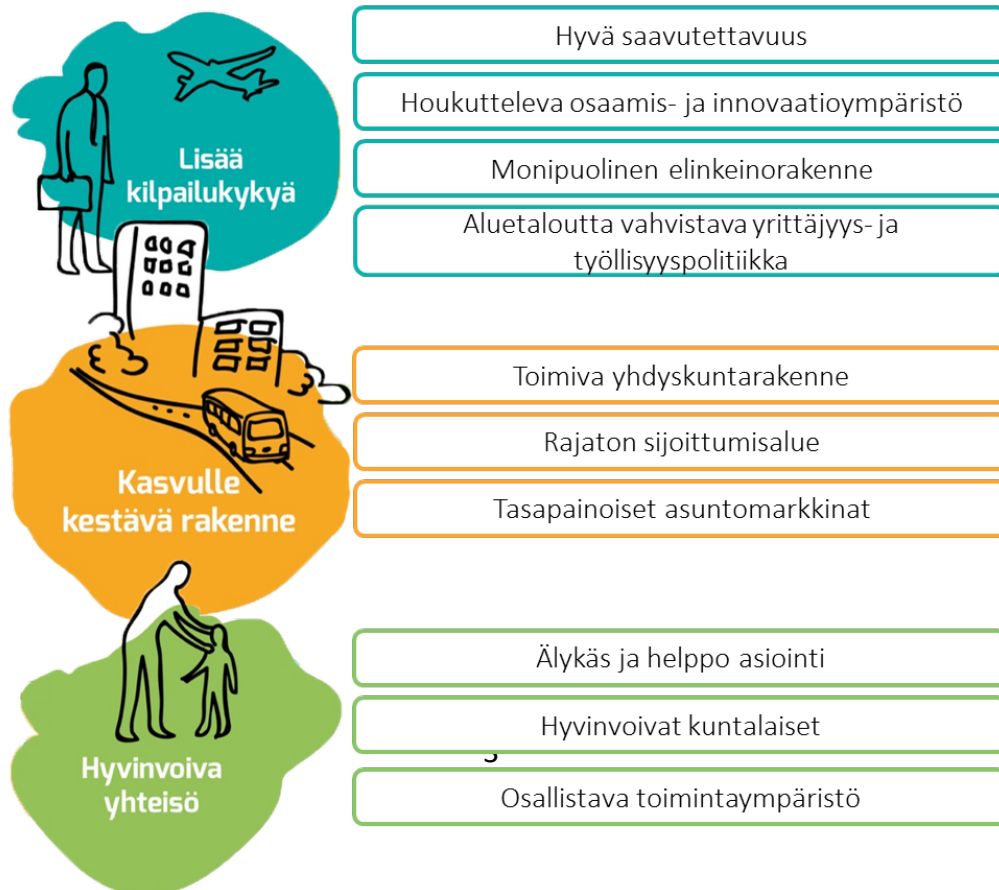 Lisää
kilpailukykyä
Hyvä saavutettavuus
Houkutteleva osaamis- ja innovaatioympäristö
Monipuolinen elinkeinorakenne
Aluetaloutta vahvistava yrittäjyys- ja
työllisyyspolitiikka
Kasvulle
kestävä rakenne
Toimiva yhdyskuntarakenne
Rajaton sijoittumisalue
Tasapainoiset asuntomarkkinat
Hyvinvoiva
yhteisö
Älykäs ja helppo asiointi
Hyvinvoivat kuntalaiset
Osallistava toimintaympäristö